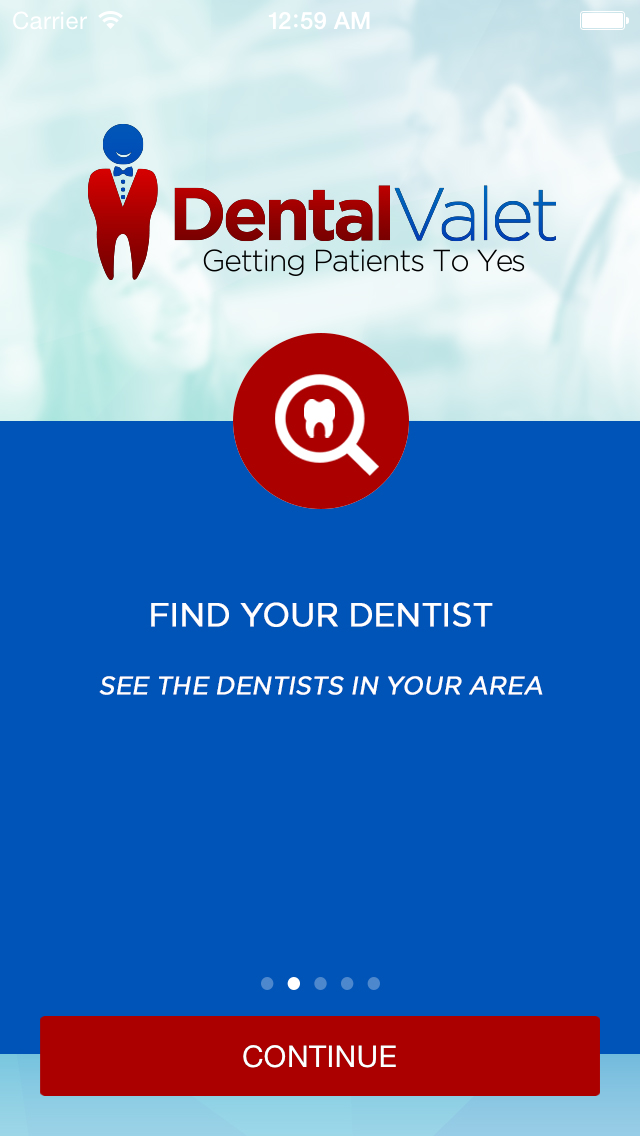 Carrier 12:59 AM
DentalValet
Getting Patients To Yes
FIND YOUR DENTIST
SEE THE DENTISTS IN YOUR AREA
CONTINUE